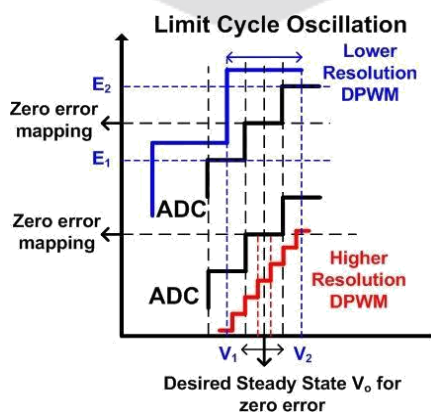 Limit Cycle Oscillation
Lower
Resolution
DPWM
E2
Zero error
mapping
E1
ADC
Zero error
mapping
ADC
Higher
Resolution
DPWM
V1
V2
Desired Steady State Vo for
zero error